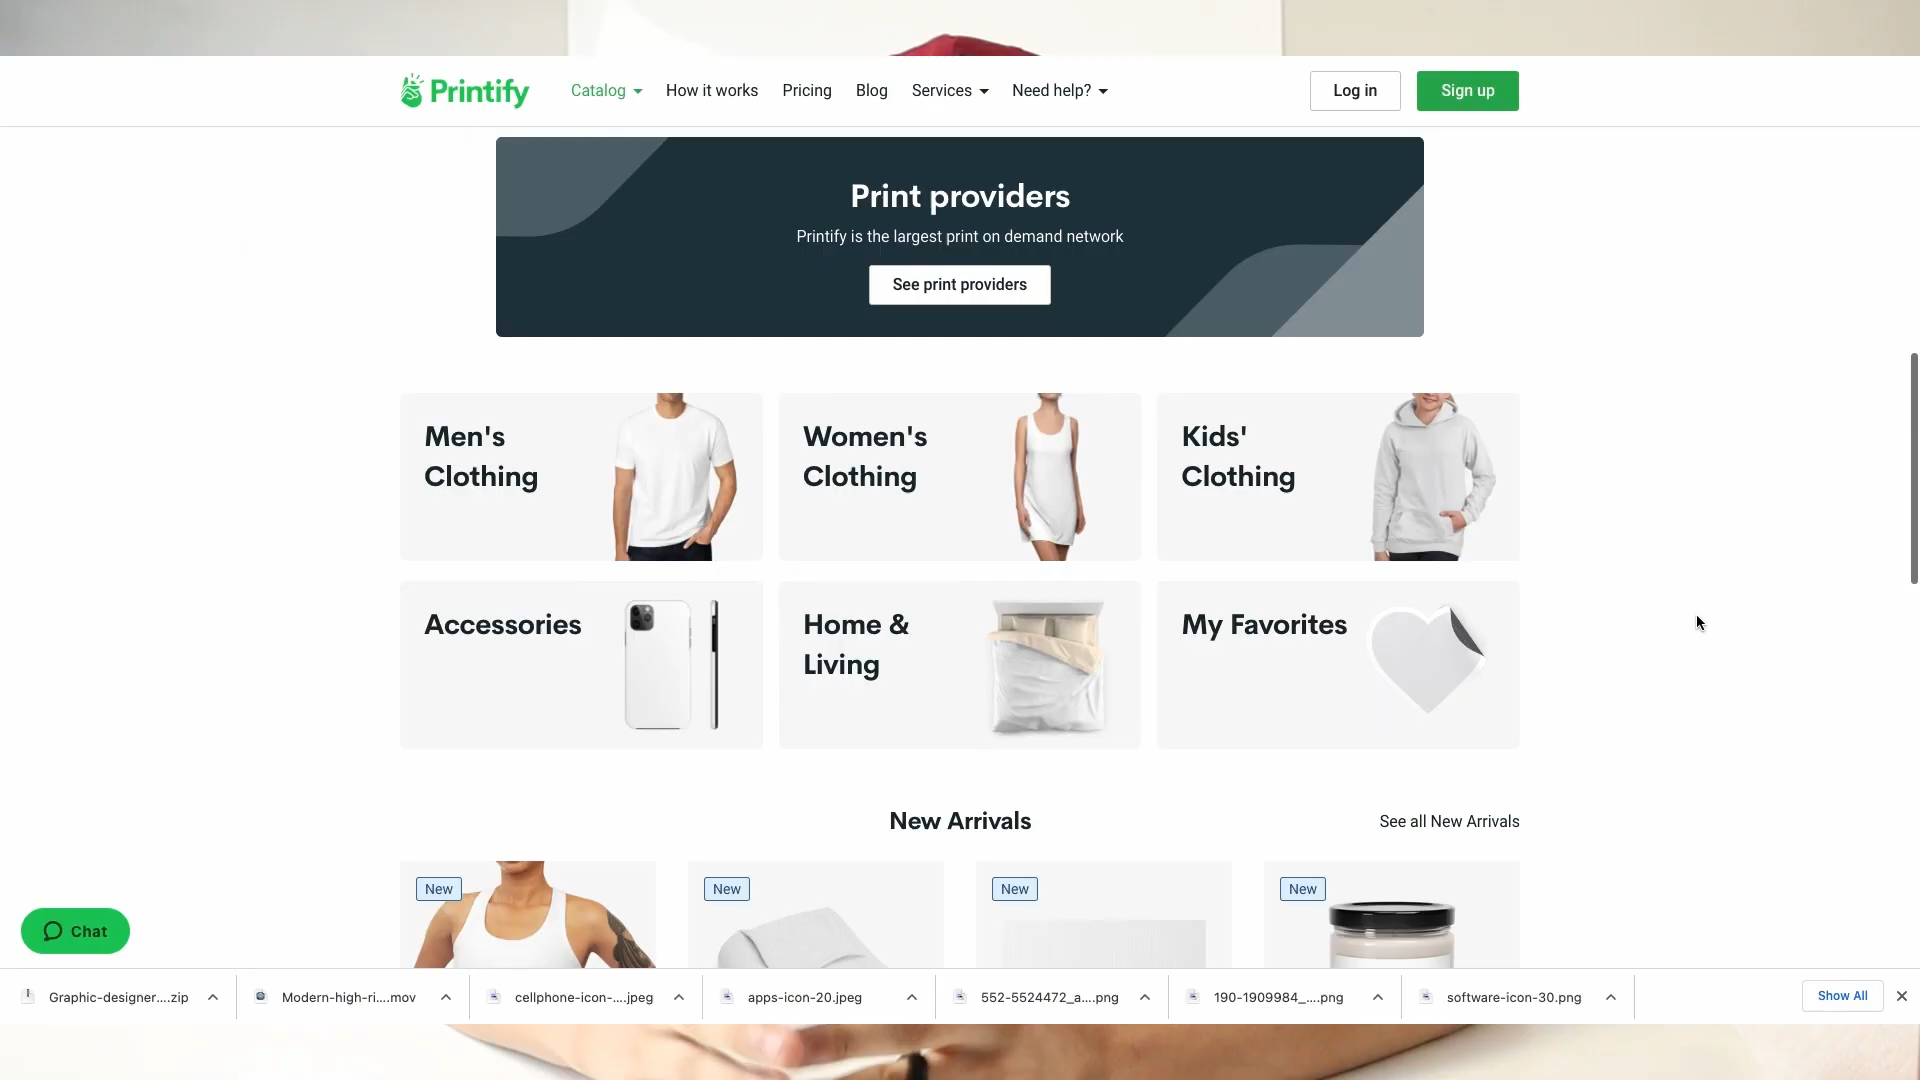 Printify
Catalog
How it works
Pricing
Blog
Services
Need help?
Log in
Sign up
Print providers
Printify is the largest print on demand network
See print providers
Men's
Clothing
Women's
Clothing
Kids'
Clothing
Accessories
Home &
Living
My Favorites
New Arrivals
See all New Arrivals
New
New
New
New
Chat
Graphic-designer....zip
Modern-high-ri....mov
cellphone-icon-....jpeg
apps-icon-20.jpeg
552-5524472_a....png
190-1909984_....png
software-icon-30.png
Show All